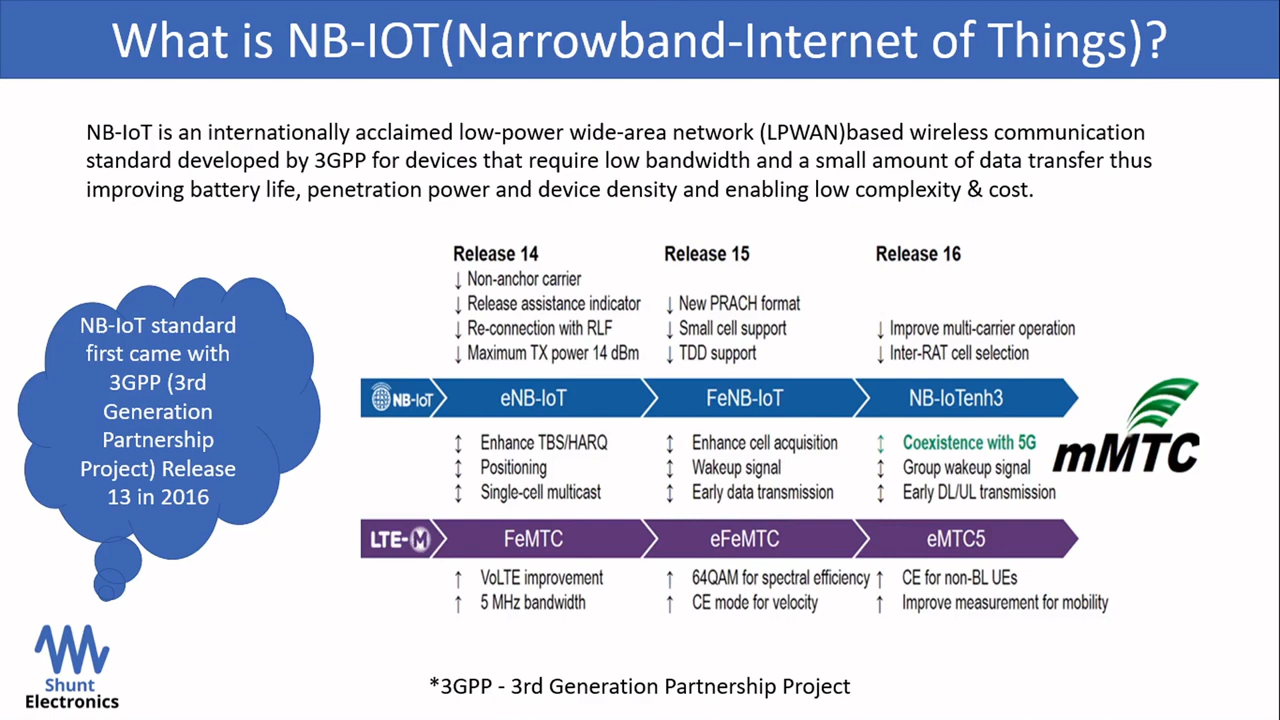 What is NB-IOT(Narrowband-Internet of Things)?
NB-IoT is an internationally acclaimed low-power wide-area network (LPWAN)based wireless communication
standard developed by 3GPP for devices that require low bandwidth and a small amount of data transfer thus
improving battery life, penetration power and device density and enabling low complexity & cost.
NB-IoT standard
first came with
3GPP (3rd
Generation
Partnership
Project) Release
13 in 2016
Release 14
↓ Non-anchor carrier
↓ Release assistance indicator
↓ Re-connection with RLF
↓ Maximum TX power 14 dBm
Release 15
↓ New PRACH format
↓ Small cell support
↓ TDD support
Release 16
↓ Improve multi-carrier operation
↓ Inter-RAT cell selection
NB-IoT
eNB-IoT
FeNB-IoT
NB-IoTenh3
↕ Enhance TBS/HARQ
↕ Positioning
↕ Single-cell multicast
↕ Enhance cell acquisition
↕ Wakeup signal
↕ Early data transmission
↕ Coexistence with 5G
↕ Group wakeup signal
↕ Early DL/UL transmission
mMTC
LTE-M
FeMTC
eFeMTC
eMTC5
↑ VoLTE improvement
↑ 5 MHz bandwidth
↑ 64QAM for spectral efficiency
↑ CE mode for velocity
↑ CE for non-BL UEs
↑ Improve measurement for mobility
Shunt
Electronics
*3GPP - 3rd Generation Partnership Project